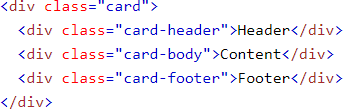 <div class="card">
  <div class="card-header">Header</div>
  <div class="card-body">Content</div>
  <div class="card-footer">Footer</div>
</div>